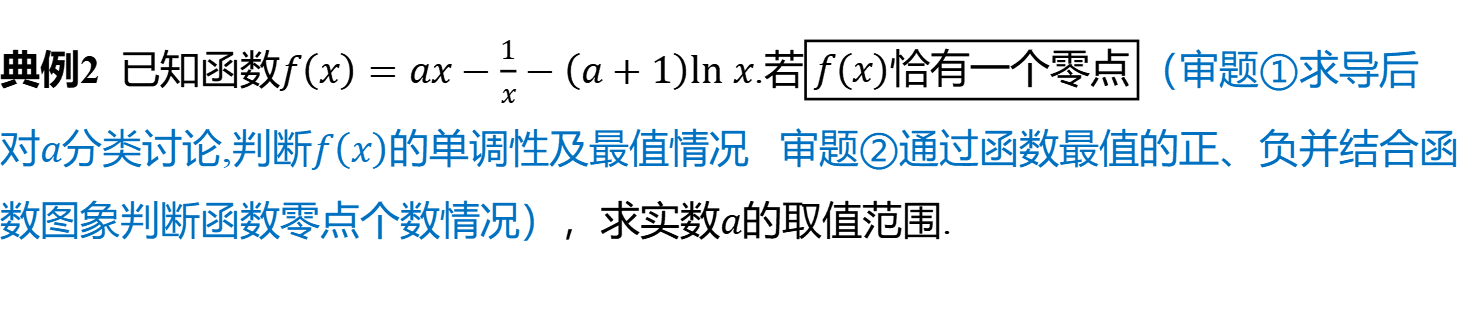 典例2 已知函数f(x) = ax − 1/x − (a + 1)ln x.若f(x)恰有一个零点（审题①求导后
对a分类讨论,判断f(x)的单调性及最值情况 审题②通过函数最值的正、负并结合函
数图象判断函数零点个数情况），求实数a的取值范围.